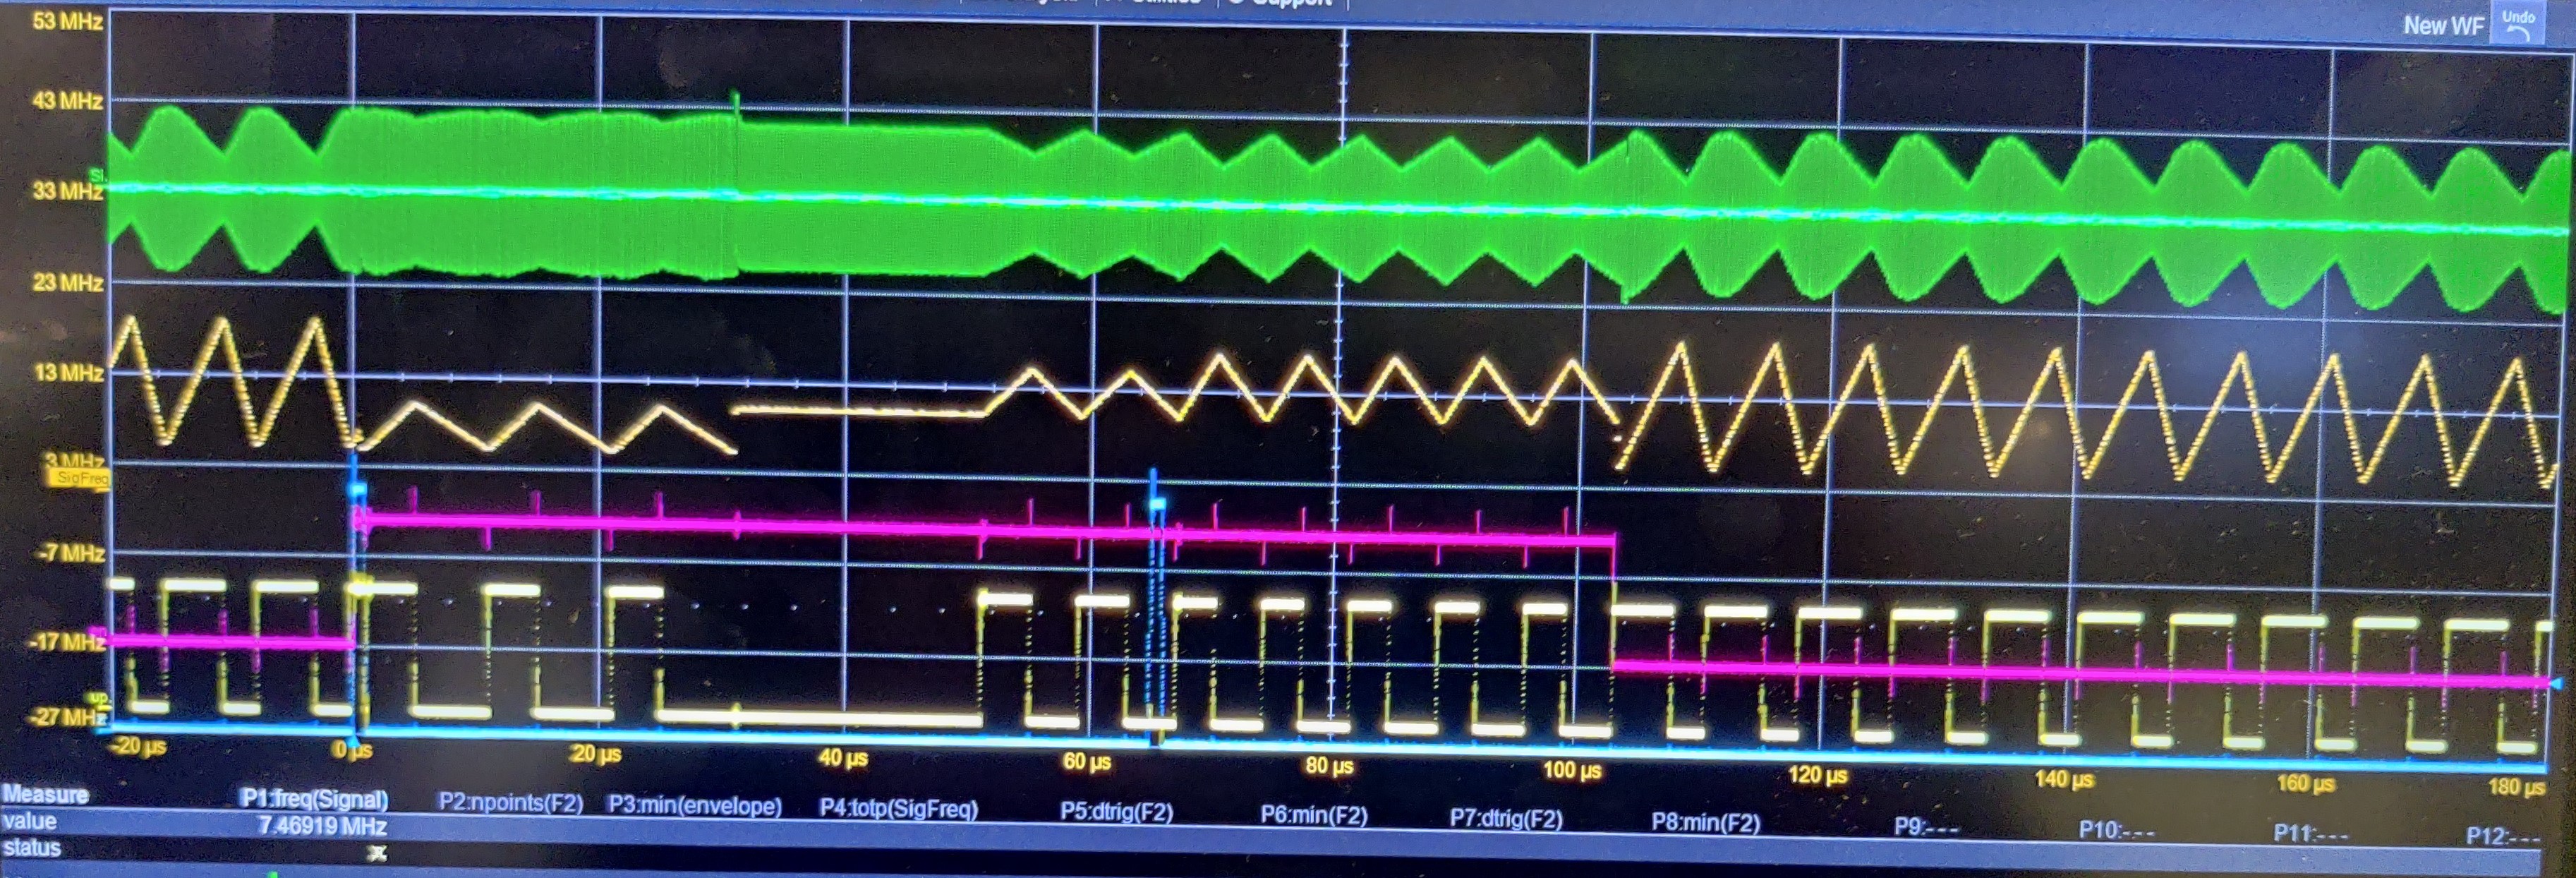 Support
53 MHz
New WF
Undo
43 MHz
33 MHz
23 MHz
13 MHz
3 MHz
SigFreq
-7 MHz
-17 MHz
-27 MHz
-20 µs 0 µs 20 µs 40 µs 60 µs 80 µs 100 µs 120 µs 140 µs 160 µs 180 µs
Measure P1:freq(Signal) P2:npoints(F2) P3:min(envelope) P4:totp(SigFreq) P5:dtrig(F2) P6:min(F2) P7:dtrig(F2) P8:min(F2) P9:--- P10:--- P11:--- P12:---
value 7.46919 MHz
status